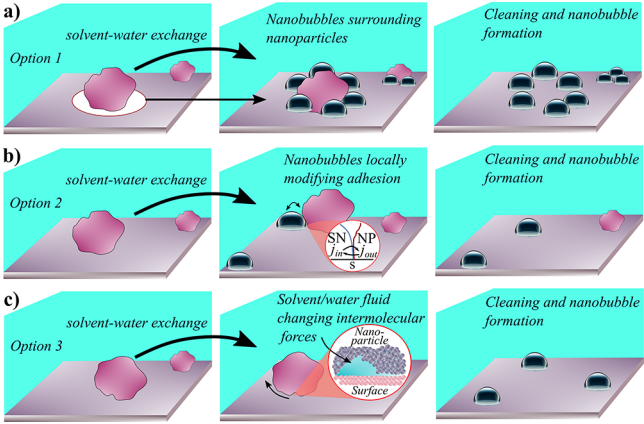 a)
Option 1
solvent-water exchange
Nanobubbles surrounding
nanoparticles
Cleaning and nanobubble
formation
b)
Option 2
solvent-water exchange
Nanobubbles locally
modifying adhesion
SN NP
jin jout
s
Cleaning and nanobubble
formation
c)
Option 3
solvent-water exchange
Solvent/water fluid
changing intermolecular
forces
Nano-
particle
Surface
Cleaning and nanobubble
formation